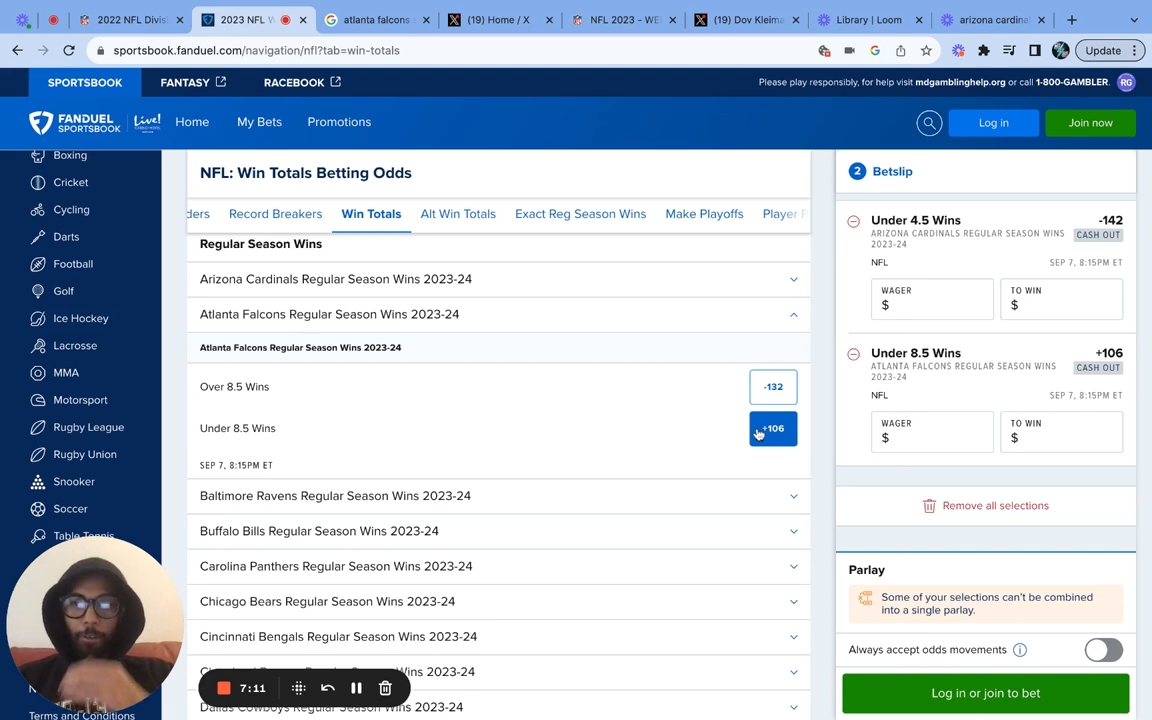 2022 NFL Divis
2023 NFL W
atlanta falcons s
(19) Home / X
NFL 2023 - WE
(19) Dov Kleima
Library | Loom
arizona cardina
sportsbook.fanduel.com/navigation/nfl?tab=win-totals
Update
SPORTSBOOK
FANTASY
RACEBOOK
Please play responsibly, for help visit mdgamblinghelp.org or call 1-800-GAMBLER.
RG
FANDUEL
SPORTSBOOK
Live!
Home
My Bets
Promotions
Log in
Join now
Boxing
Cricket
Cycling
Darts
Football
Golf
Ice Hockey
Lacrosse
MMA
Motorsport
Rugby League
Rugby Union
Snooker
Soccer
Table Tennis
Terms and Conditions
NFL: Win Totals Betting Odds
ders
Record Breakers
Win Totals
Alt Win Totals
Exact Reg Season Wins
Make Playoffs
Player P
Regular Season Wins
Arizona Cardinals Regular Season Wins 2023-24
Atlanta Falcons Regular Season Wins 2023-24
Atlanta Falcons Regular Season Wins 2023-24
Over 8.5 Wins
-132
Under 8.5 Wins
+106
SEP 7, 8:15PM ET
Baltimore Ravens Regular Season Wins 2023-24
Buffalo Bills Regular Season Wins 2023-24
Carolina Panthers Regular Season Wins 2023-24
Chicago Bears Regular Season Wins 2023-24
Cincinnati Bengals Regular Season Wins 2023-24
Season Wins 2023-24
Dallas Cowboys Regular Season Wins 2023-24
7:11
2 Betslip
Under 4.5 Wins
-142
ARIZONA CARDINALS REGULAR SEASON WINS
2023-24
CASH OUT
NFL
SEP 7, 8:15PM ET
WAGER
$
TO WIN
$
Under 8.5 Wins
+106
ATLANTA FALCONS REGULAR SEASON WINS
2023-24
CASH OUT
NFL
SEP 7, 8:15PM ET
WAGER
$
TO WIN
$
Remove all selections
Parlay
Some of your selections can't be combined
into a single parlay.
Always accept odds movements
Log in or join to bet